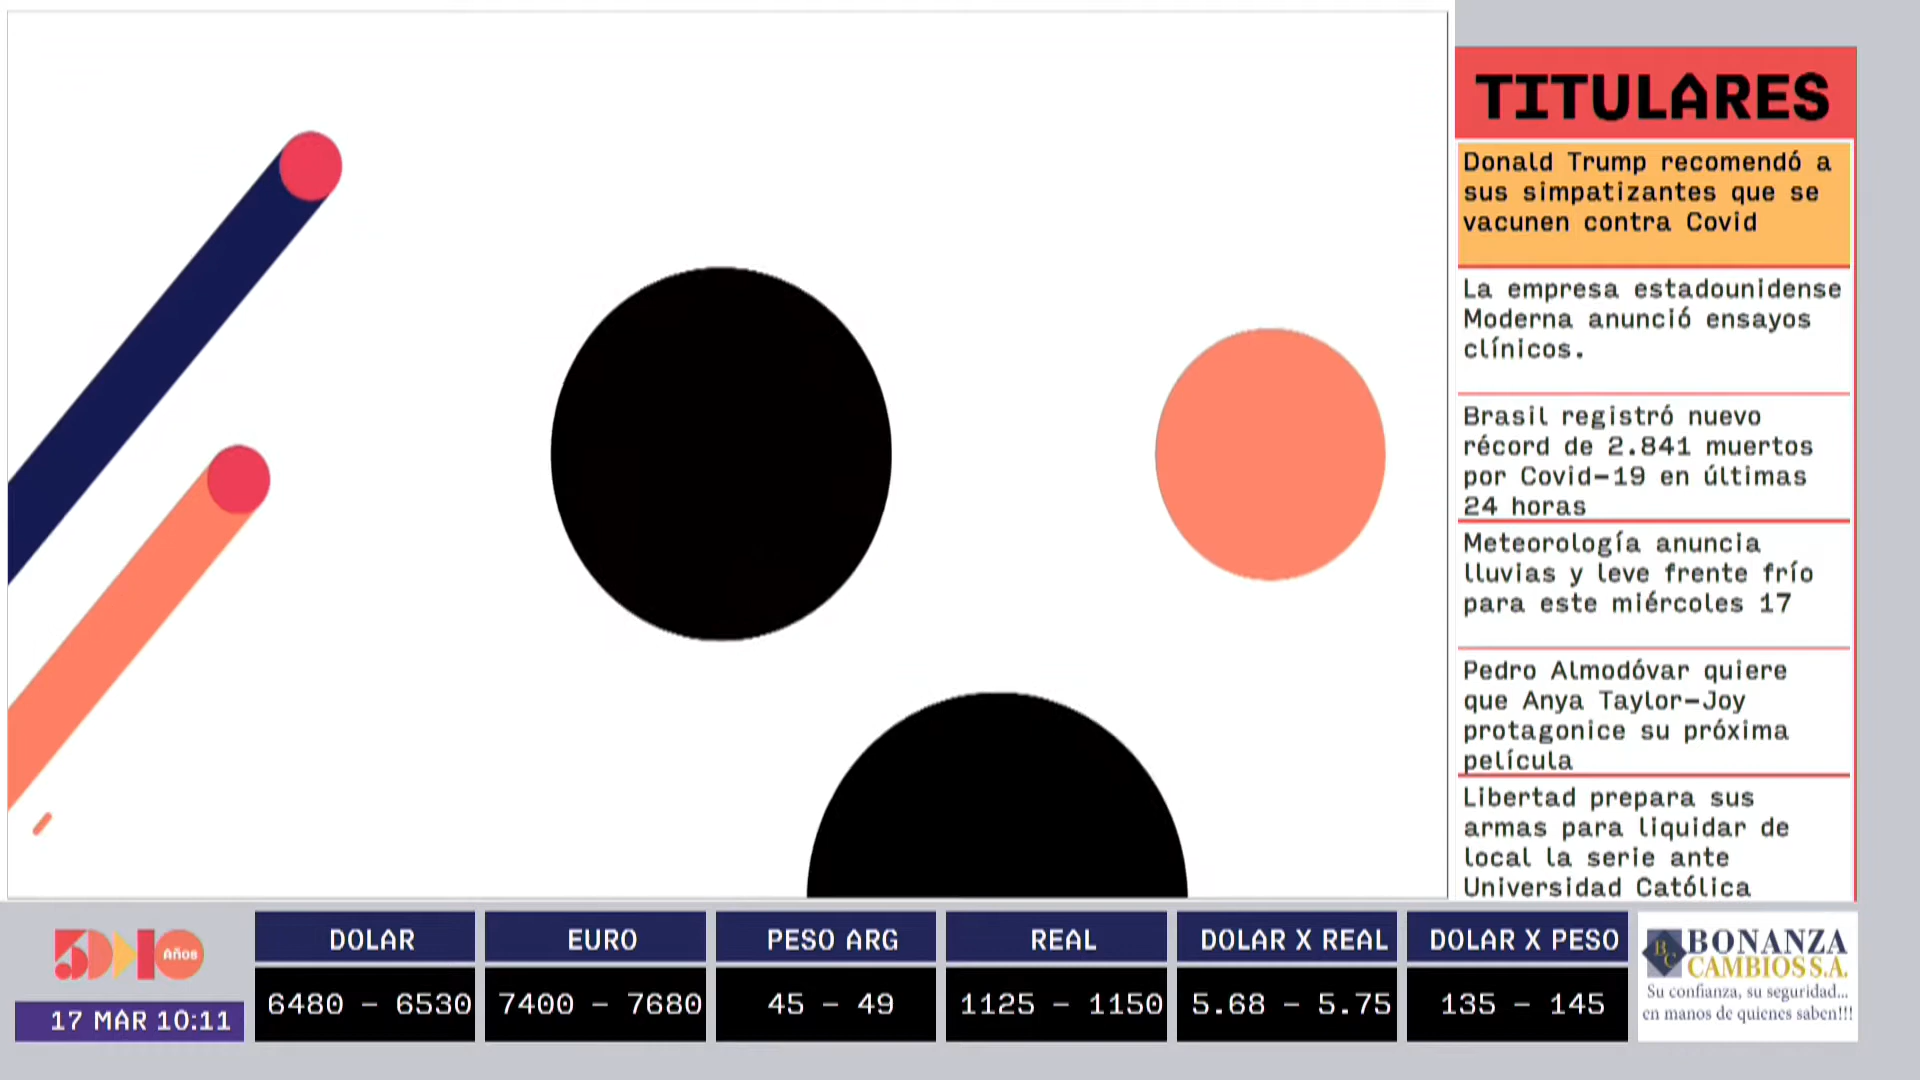 TITULARES
Donald Trump recomendó a
sus simpatizantes que se
vacunen contra Covid
La empresa estadounidense
Moderna anunció ensayos
clínicos.
Brasil registró nuevo
récord de 2.841 muertos
por Covid-19 en últimas
24 horas
Meteorología anuncia
lluvias y leve frente frío
para este miércoles 17
Pedro Almodóvar quiere
que Anya Taylor-Joy
protagonice su próxima
película
Libertad prepara sus
armas para liquidar de
local la serie ante
Universidad Católica
Años
17 MAR 10:11
DOLAR
6480 - 6530
EURO
7400 - 7680
PESO ARG
45 - 49
REAL
1125 - 1150
DOLAR X REAL
5.68 - 5.75
DOLAR X PESO
135 - 145
BC
BONANZA
CAMBIOS S.A.
Su confianza, su seguridad...
en manos de quienes saben!!!